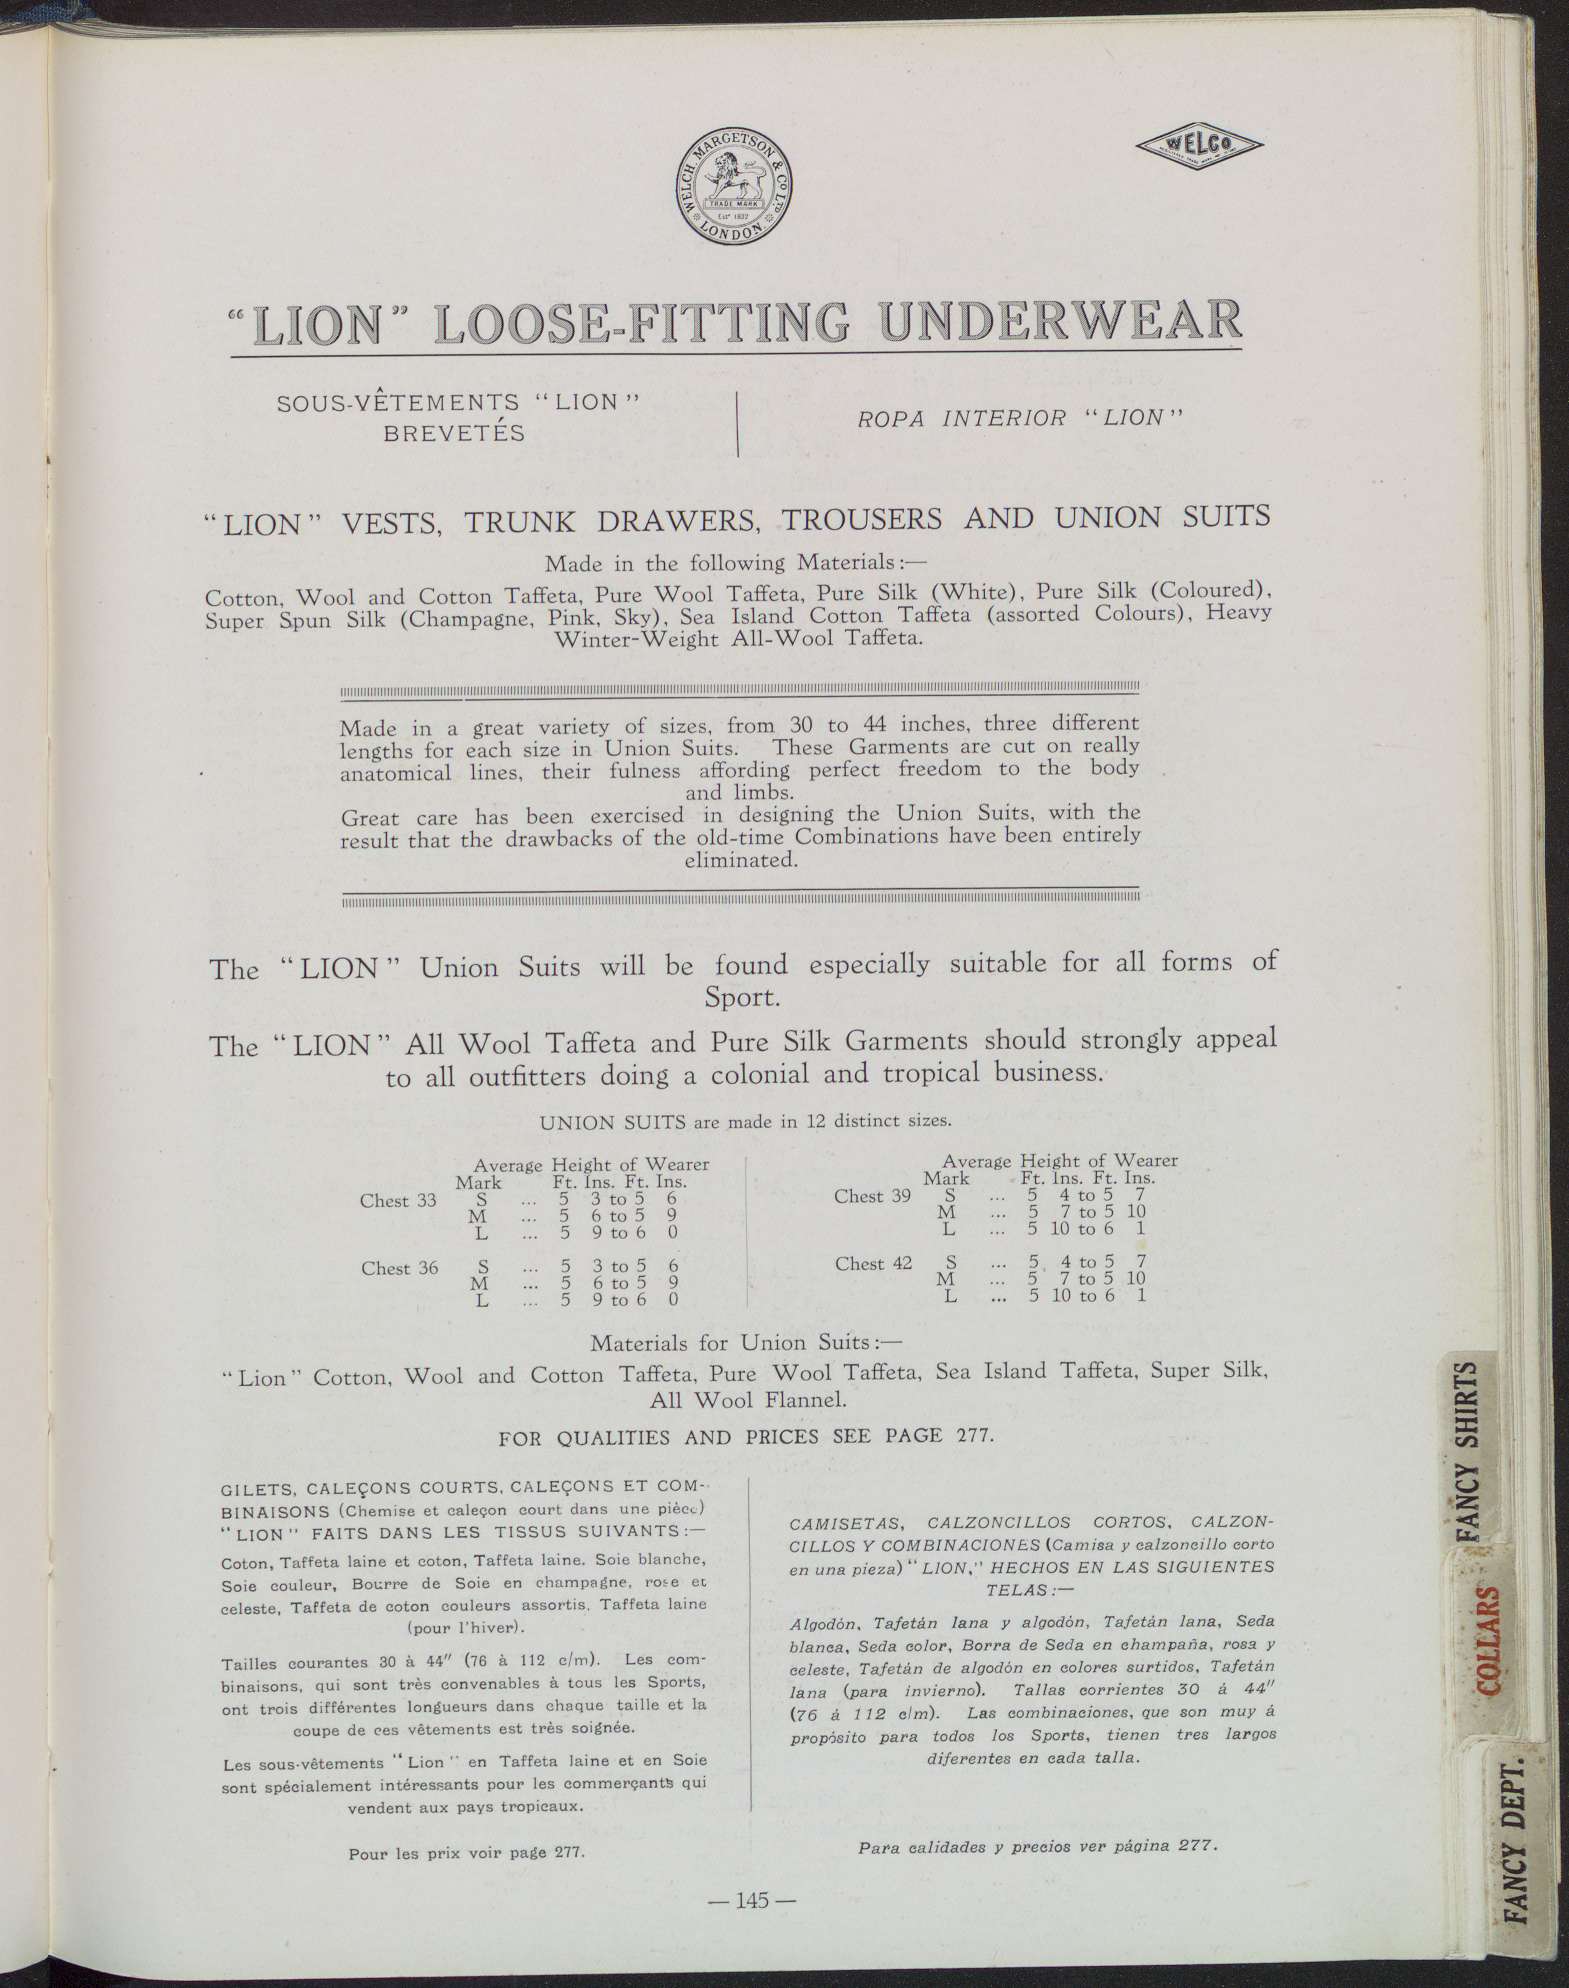 WELCH, MARGETSON & CO LTD
TRADE MARK
Estd 1832
LONDON
WELCO
"LION" LOOSE-FITTING UNDERWEAR
SOUS-VÊTEMENTS "LION"
BREVETÉS
ROPA INTERIOR "LION"
"LION" VESTS, TRUNK DRAWERS, TROUSERS AND UNION SUITS
Made in the following Materials:—
Cotton, Wool and Cotton Taffeta, Pure Wool Taffeta, Pure Silk (White), Pure Silk (Coloured),
Super Spun Silk (Champagne, Pink, Sky), Sea Island Cotton Taffeta (assorted Colours), Heavy
Winter-Weight All-Wool Taffeta.
Made in a great variety of sizes, from 30 to 44 inches, three different
lengths for each size in Union Suits. These Garments are cut on really
anatomical lines, their fulness affording perfect freedom to the body
and limbs.
Great care has been exercised in designing the Union Suits, with the
result that the drawbacks of the old-time Combinations have been entirely
eliminated.
The "LION" Union Suits will be found especially suitable for all forms of
Sport.
The "LION" All Wool Taffeta and Pure Silk Garments should strongly appeal
to all outfitters doing a colonial and tropical business.
UNION SUITS are made in 12 distinct sizes.
Average Height of Wearer
Mark Ft. Ins. Ft. Ins.
Chest 33 S ... 5 3 to 5 6
M ... 5 6 to 5 9
L ... 5 9 to 6 0
Chest 36 S ... 5 3 to 5 6
M ... 5 6 to 5 9
L ... 5 9 to 6 0
Average Height of Wearer
Mark Ft. Ins. Ft. Ins.
Chest 39 S ... 5 4 to 5 7
M ... 5 7 to 5 10
L ... 5 10 to 6 1
Chest 42 S ... 5 4 to 5 7
M ... 5 7 to 5 10
L ... 5 10 to 6 1
Materials for Union Suits:—
"Lion" Cotton, Wool and Cotton Taffeta, Pure Wool Taffeta, Sea Island Taffeta, Super Silk,
All Wool Flannel.
FOR QUALITIES AND PRICES SEE PAGE 277.
GILETS, CALEÇONS COURTS, CALEÇONS ET COM-
BINAISONS (Chemise et caleçon court dans une pièce)
"LION" FAITS DANS LES TISSUS SUIVANTS:—
Coton, Taffeta laine et coton, Taffeta laine. Soie blanche,
Soie couleur, Bourre de Soie en champagne, rose et
celeste, Taffeta de coton couleurs assortis. Taffeta laine
(pour l'hiver).
Tailles courantes 30 à 44" (76 à 112 c/m). Les com-
binaisons, qui sont très convenables à tous les Sports,
ont trois différentes longueurs dans chaque taille et la
coupe de ces vêtements est très soignée.
Les sous-vêtements "Lion" en Taffeta laine et en Soie
sont spécialement intéressants pour les commerçants qui
vendent aux pays tropicaux.
Pour les prix voir page 277.
CAMISETAS, CALZONCILLOS CORTOS, CALZON-
CILLOS Y COMBINACIONES (Camisa y calzoncillo corto
en una pieza) "LION," HECHOS EN LAS SIGUIENTES
TELAS:—
Algodón, Tafetán lana y algodón, Tafetán lana, Seda
blanca, Seda color, Borra de Seda en champaña, rosa y
celeste, Tafetán de algodón en colores surtidos, Tafetán
lana (para invierno). Tallas corrientes 30 á 44"
(76 á 112 c/m). Las combinaciones, que son muy á
propósito para todos los Sports, tienen tres largos
diferentes en cada talla.
Para calidades y precios ver página 277.
— 145 —
FANCY SHIRTS
COLLARS
FANCY DEPT.